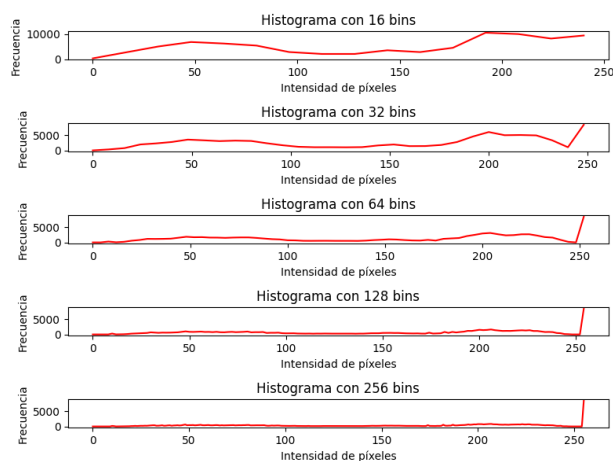 Histograma con 16 bins
Frecuencia
10000
0
0 50 100 150 200 250
Intensidad de píxeles
Histograma con 32 bins
Frecuencia
5000
0
0 50 100 150 200 250
Intensidad de píxeles
Histograma con 64 bins
Frecuencia
5000
0
0 50 100 150 200 250
Intensidad de píxeles
Histograma con 128 bins
Frecuencia
5000
0
0 50 100 150 200 250
Intensidad de píxeles
Histograma con 256 bins
Frecuencia
5000
0
0 50 100 150 200 250
Intensidad de píxeles